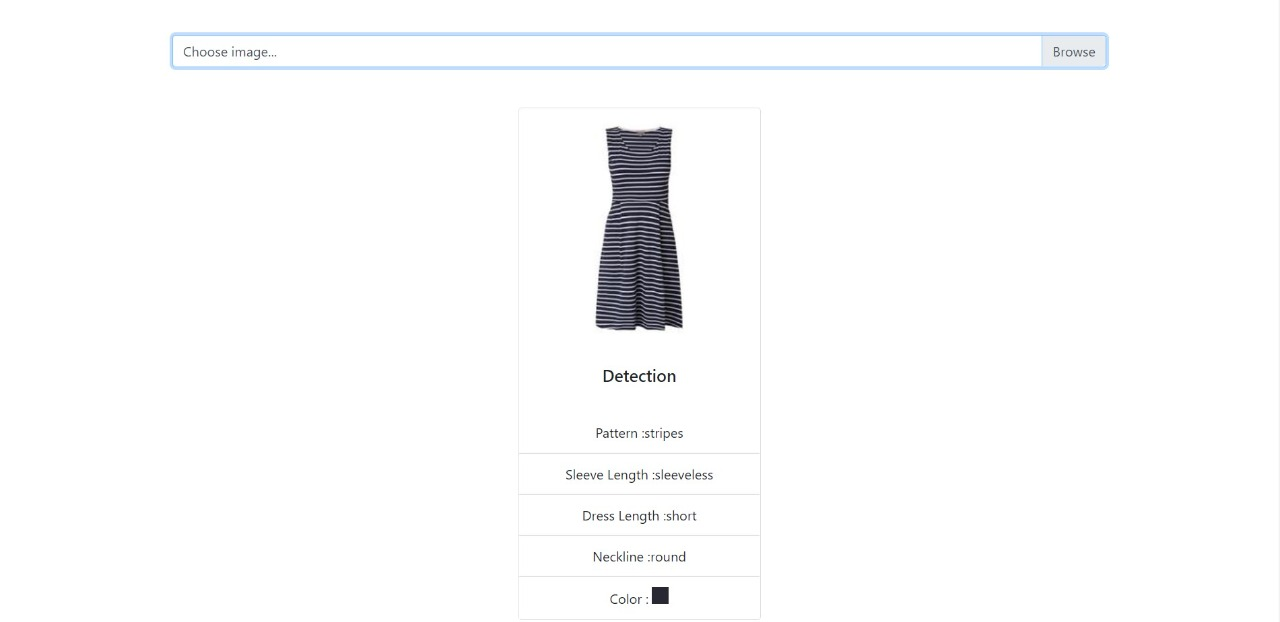 Choose image...
Browse
Detection
Pattern :stripes
Sleeve Length :sleeveless
Dress Length :short
Neckline :round
Color :